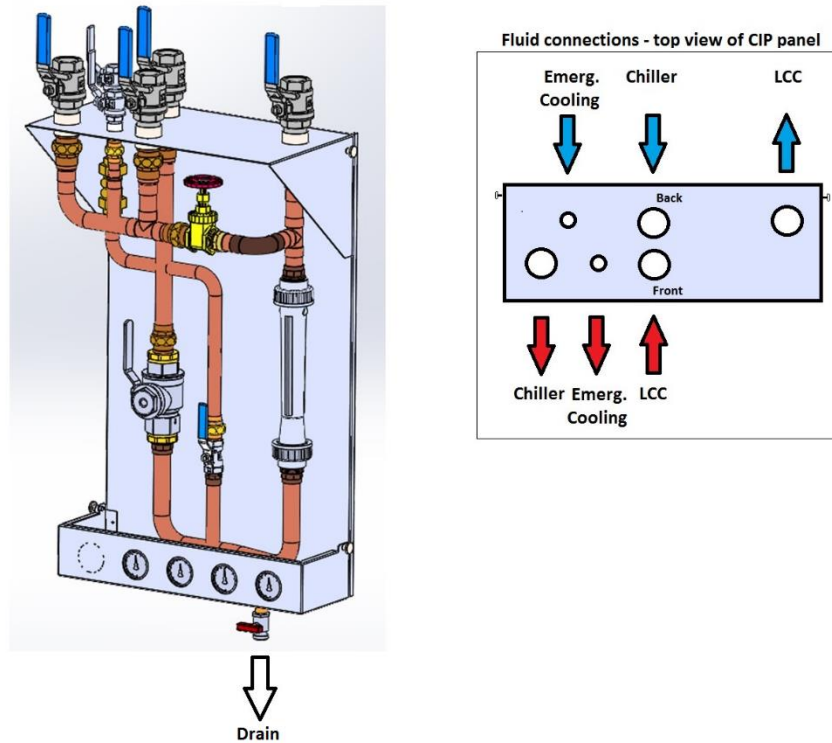 Fluid connections - top view of CIP panel
Emerg.
Cooling
Chiller
LCC
Back
Front
Chiller
Emerg.
Cooling
LCC
Drain